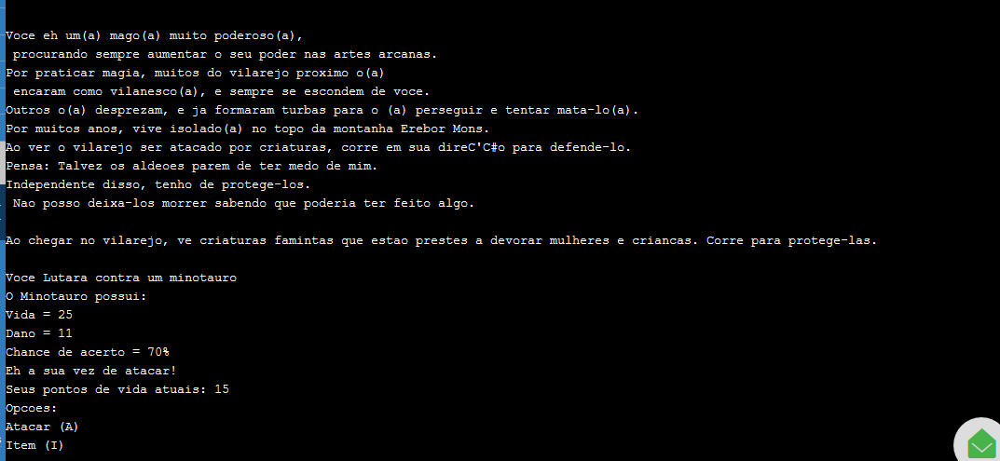 Voce eh um(a) mago(a) muito poderoso(a),
procurando sempre aumentar o seu poder nas artes arcanas.
Por praticar magia, muitos do vilarejo proximo o(a)
encaram como vilanesco(a), e sempre se escondem de voce.
Outros o(a) desprezam, e ja formaram turbas para o (a) perseguir e tentar mata-lo(a).
Por muitos anos, vive isolado(a) no topo da montanha Erebor Mons.
Ao ver o vilarejo ser atacado por criaturas, corre em sua direC'C#o para defende-lo.
Pensa: Talvez os aldeoes parem de ter medo de mim.
Independente disso, tenho de protege-los.
Nao posso deixa-los morrer sabendo que poderia ter feito algo.
Ao chegar no vilarejo, ve criaturas famintas que estao prestes a devorar mulheres e criancas. Corre para protege-las.
Voce Lutara contra um minotauro
O Minotauro possui:
Vida = 25
Dano = 11
Chance de acerto = 70%
Eh a sua vez de atacar!
Seus pontos de vida atuais: 15
Opcoes:
Atacar (A)
Item (I)